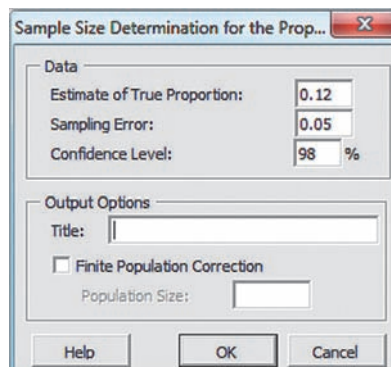 Sample Size Determination for the Prop...
Data
Estimate of True Proportion: 0.12
Sampling Error: 0.05
Confidence Level: 98 %
Output Options
Title:
Finite Population Correction
Population Size:
Help OK Cancel